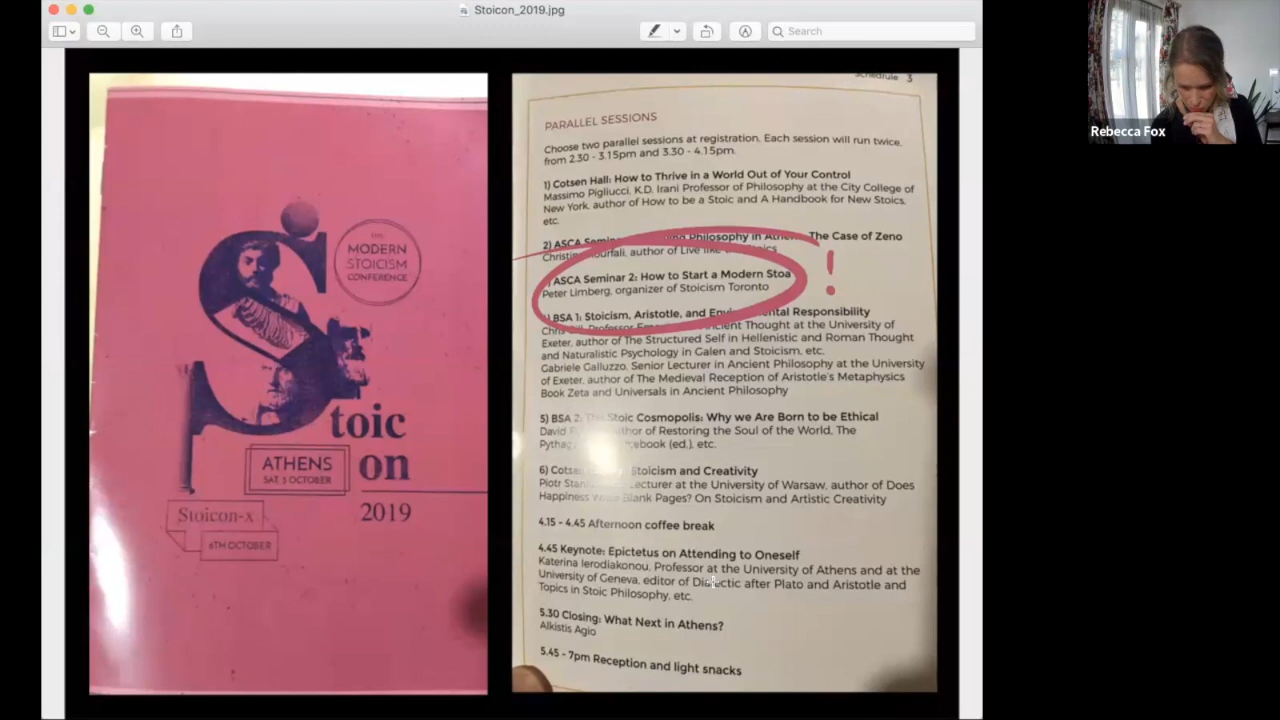 Stoicon_2019.jpg
Search
Rebecca Fox
THE
MODERN
STOICISM
CONFERENCE
Stoic
on
ATHENS
SAT, 5 OCTOBER
2019
Stoicon-x
6TH OCTOBER
Schedrule 3
PARALLEL SESSIONS
Choose two parallel sessions at registration. Each session will run twice,
from 2.30 - 3.15pm and 3.30 - 4.15pm.
1) Cotsen Hall: How to Thrive in a World Out of Your Control
Massimo Pigliucci, K.D. Irani Professor of Philosophy at the City College of
New York, author of How to be a Stoic and A Handbook for New Stoics,
etc.
2) ASCA Philosophy in The Case of Zeno
author of Live like
ASCA Seminar 2: How to Start a Modern Stoa
Peter Limberg, organizer of Stoicism Toronto
!
BSA 1: Stoicism, Aristotle, and Responsibility
Ancient Thought at the University of
Exeter, author of The Structured Self in Hellenistic and Roman Thought
and Naturalistic Psychology in Galen and Stoicism, etc.
Gabriele Galluzzo, Senior Lecturer in Ancient Philosophy at the University
of Exeter, author of The Medieval Reception of Aristotle's Metaphysics
Book Zeta and Universals in Ancient Philosophy
5) BSA 2: The Stoic Cosmopolis: Why we Are Born to be Ethical
David author of Restoring the Soul of the World, The
(ed.), etc.
6) Stoicism and Creativity
Piotr Lecturer at the University of Warsaw, author of Does
Happiness Write Blank Pages? On Stoicism and Artistic Creativity
4.15 - 4.45 Afternoon coffee break
4.45 Keynote: Epictetus on Attending to Oneself
Katerina Ierodiakonou, Professor at the University of Athens and at the
University of Geneva, editor of Dialectic after Plato and Aristotle and
Topics in Stoic Philosophy, etc.
5.30 Closing: What Next in Athens?
Alkistis Agio
5.45 - 7pm Reception and light snacks